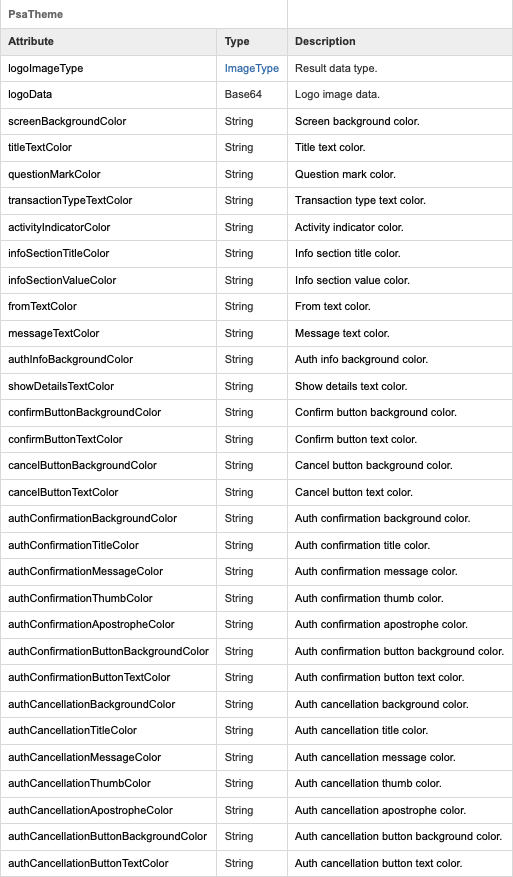 PsaTheme
Attribute Type Description
logoImageType ImageType Result data type.
logoData Base64 Logo image data.
screenBackgroundColor String Screen background color.
titleTextColor String Title text color.
questionMarkColor String Question mark color.
transactionTypeTextColor String Transaction type text color.
activityIndicatorColor String Activity indicator color.
infoSectionTitleColor String Info section title color.
infoSectionValueColor String Info section value color.
fromTextColor String From text color.
messageTextColor String Message text color.
authInfoBackgroundColor String Auth info background color.
showDetailsTextColor String Show details text color.
confirmButtonBackgroundColor String Confirm button background color.
confirmButtonTextColor String Confirm button text color.
cancelButtonBackgroundColor String Cancel button background color.
cancelButtonTextColor String Cancel button text color.
authConfirmationBackgroundColor String Auth confirmation background color.
authConfirmationTitleColor String Auth confirmation title color.
authConfirmationMessageColor String Auth confirmation message color.
authConfirmationThumbColor String Auth confirmation thumb color.
authConfirmationApostropheColor String Auth confirmation apostrophe color.
authConfirmationButtonBackgroundColor String Auth confirmation button background color.
authConfirmationButtonTextColor String Auth confirmation button text color.
authCancellationBackgroundColor String Auth cancellation background color.
authCancellationTitleColor String Auth cancellation title color.
authCancellationMessageColor String Auth cancellation message color.
authCancellationThumbColor String Auth cancellation thumb color.
authCancellationApostropheColor String Auth cancellation apostrophe color.
authCancellationButtonBackgroundColor String Auth cancellation button background color.
authCancellationButtonTextColor String Auth cancellation button text color.